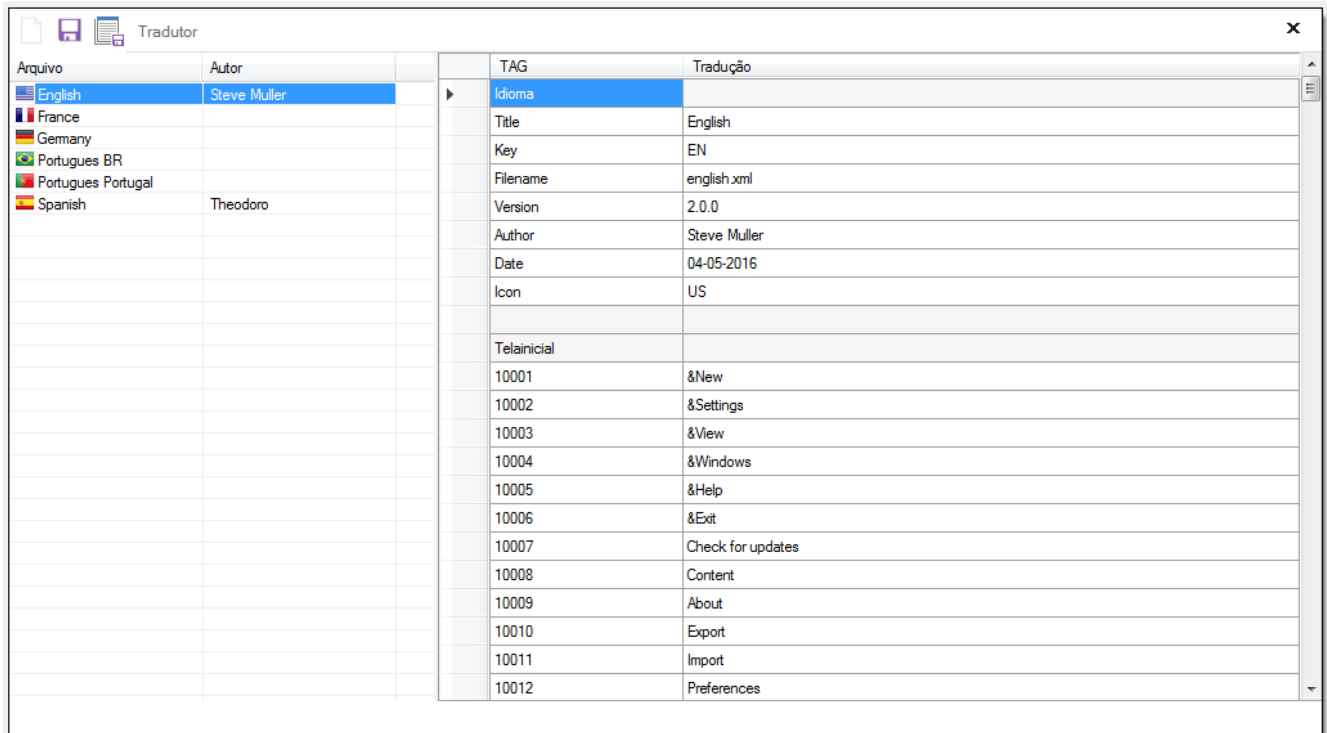 Tradutor
Arquivo Autor
English Steve Muller
France
Germany
Portugues BR
Portugues Portugal
Spanish Theodoro
TAG Tradução
Idioma
Title English
Key EN
Filename english.xml
Version 2.0.0
Author Steve Muller
Date 04-05-2016
Icon US
Telainicial
10001 &New
10002 &Settings
10003 &View
10004 &Windows
10005 &Help
10006 &Exit
10007 Check for updates
10008 Content
10009 About
10010 Export
10011 Import
10012 Preferences